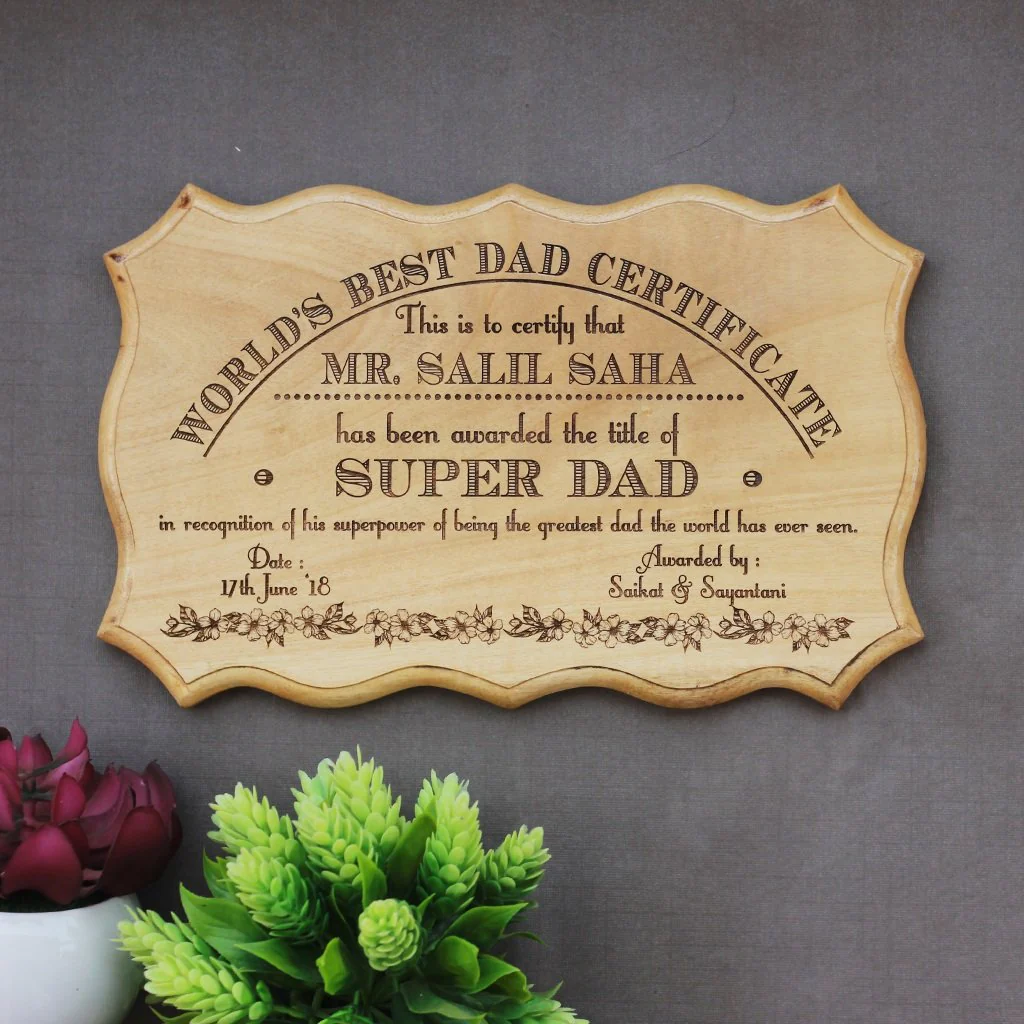 WORLD'S BEST DAD CERTIFICATE
This is to certify that
MR. SALIL SAHA
has been awarded the title of
SUPER DAD
in recognition of his superpower of being the greatest dad the world has ever seen.
Date :
17th June '18
Awarded by :
Saikat & Sayantani